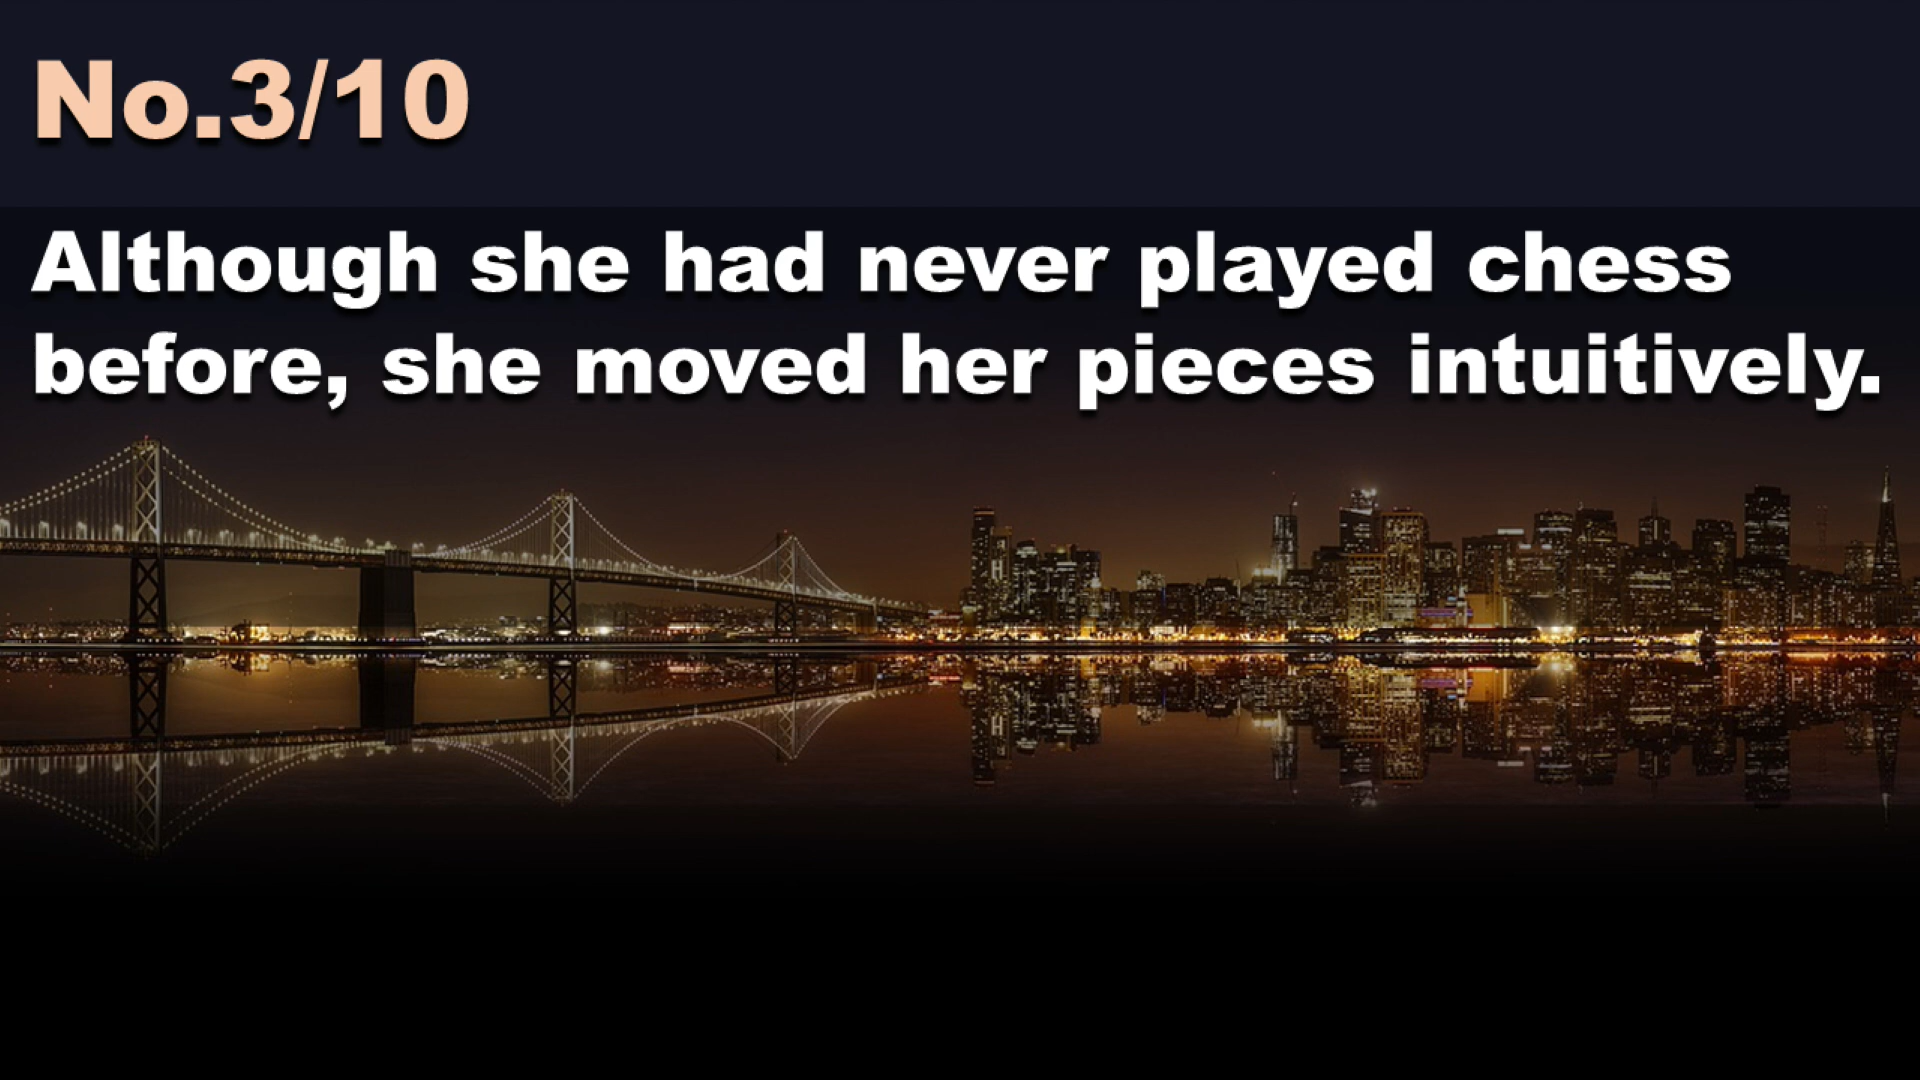 No.3/10
Although she had never played chess
before, she moved her pieces intuitively.